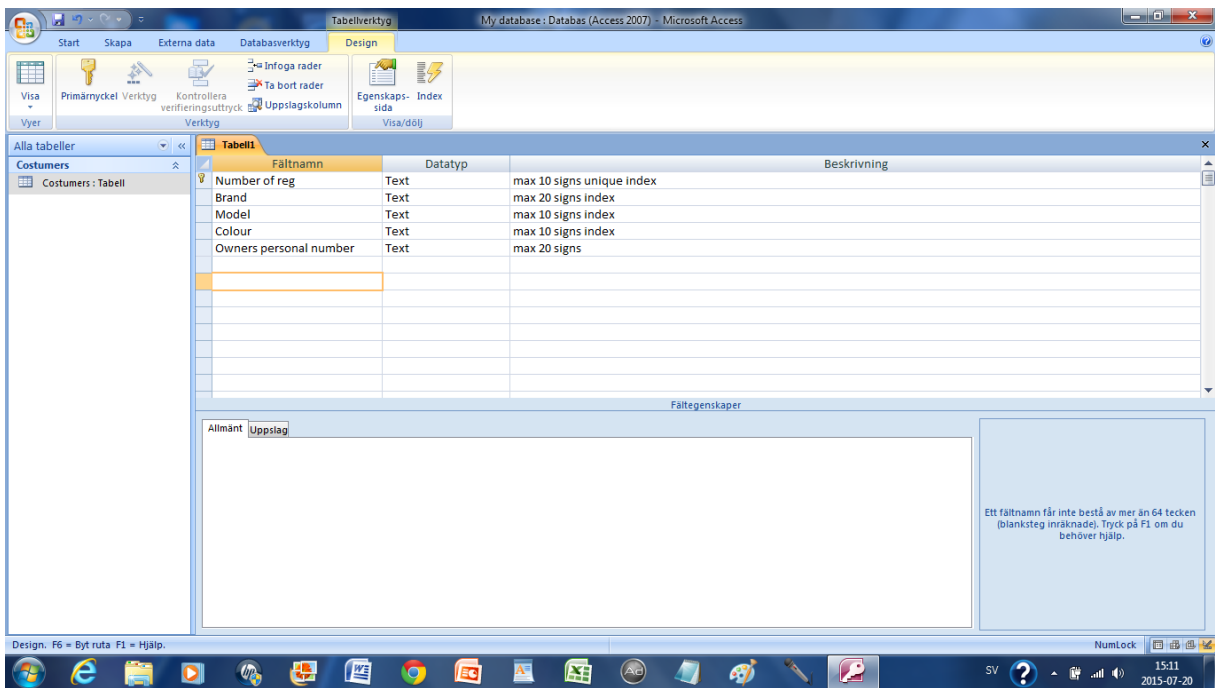 Tabellverktyg
My database : Databas (Access 2007) - Microsoft Access
Start Skapa Externa data Databasverktyg Design
Visa
Primärnyckel Verktyg Kontrollera verifieringsuttryck
Infoga rader
Ta bort rader
Uppslagskolumn
Egenskaps-sida Index
Vyer Verktyg Visa/dölj
Alla tabeller
Tabell1
Costumers
Costumers : Tabell
Fältnamn Datatyp Beskrivning
Number of reg Text max 10 signs unique index
Brand Text max 20 signs index
Model Text max 10 signs index
Colour Text max 10 signs index
Owners personal number Text max 20 signs
Fältegenskaper
Allmänt Uppslag
Ett fältnamn får inte bestå av mer än 64 tecken
(blanksteg inräknade). Tryck på F1 om du
behöver hjälp.
Design. F6 = Byt ruta F1 = Hjälp.
NumLock
SV
15:11
2015-07-20